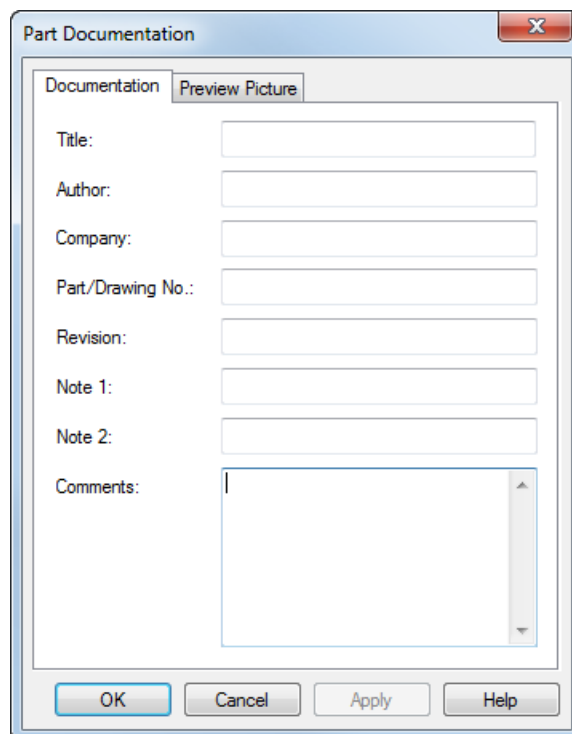 Part Documentation
Documentation Preview Picture
Title:
Author:
Company:
Part/Drawing No.:
Revision:
Note 1:
Note 2:
Comments:
OK Cancel Apply Help